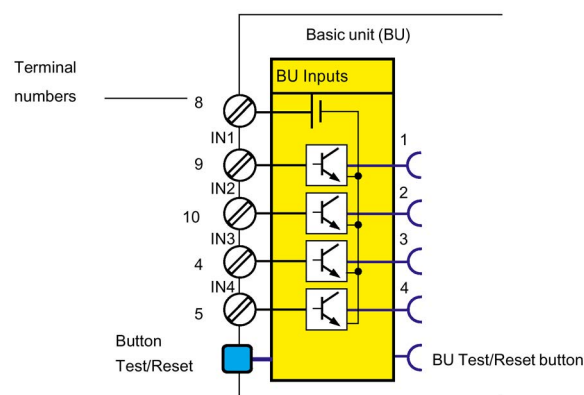 Basic unit (BU)
Terminal
numbers
BU Inputs
8
IN1
1
9
IN2
2
10
IN3
3
4
IN4
4
5
Button
Test/Reset
BU Test/Reset button